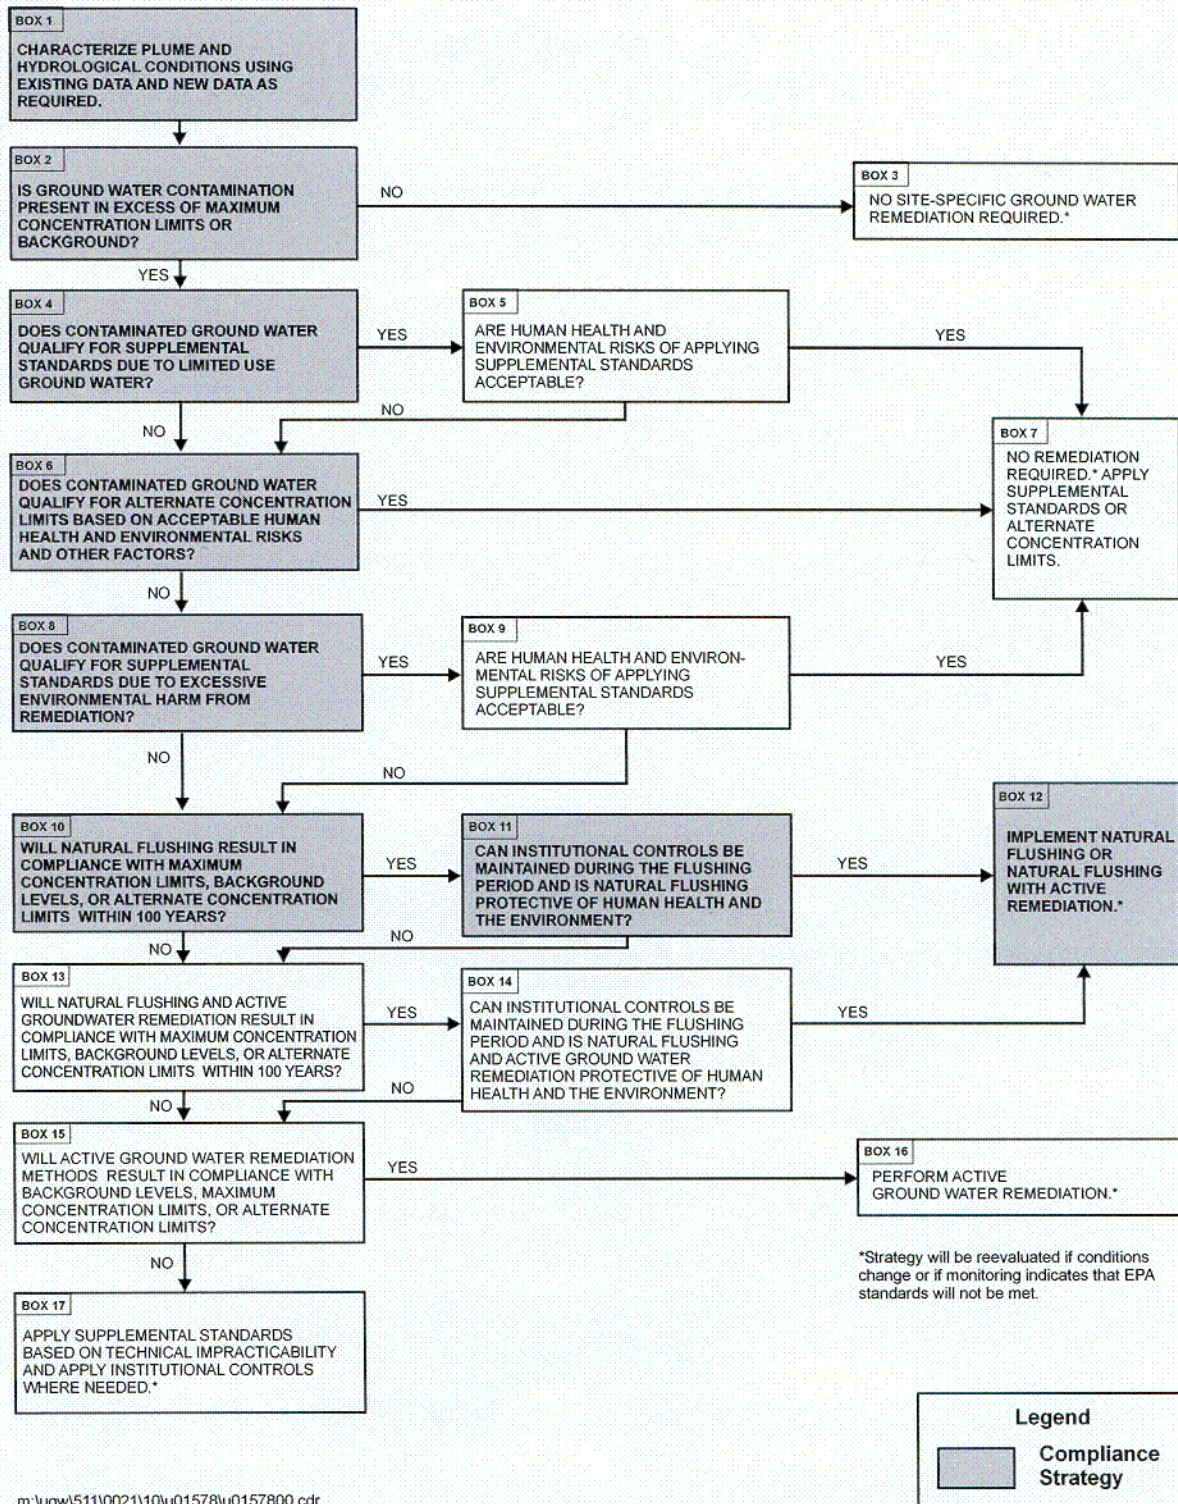 BOX 1
CHARACTERIZE PLUME AND
HYDROLOGICAL CONDITIONS USING
EXISTING DATA AND NEW DATA AS
REQUIRED.
BOX 2
IS GROUND WATER CONTAMINATION
PRESENT IN EXCESS OF MAXIMUM
CONCENTRATION LIMITS OR
BACKGROUND?
NO
BOX 3
NO SITE-SPECIFIC GROUND WATER
REMEDIATION REQUIRED.*
YES
BOX 4
DOES CONTAMINATED GROUND WATER
QUALIFY FOR SUPPLEMENTAL
STANDARDS DUE TO LIMITED USE
GROUND WATER?
YES
BOX 5
ARE HUMAN HEALTH AND
ENVIRONMENTAL RISKS OF APPLYING
SUPPLEMENTAL STANDARDS
ACCEPTABLE?
YES
NO
NO
BOX 6
DOES CONTAMINATED GROUND WATER
QUALIFY FOR ALTERNATE CONCENTRATION
LIMITS BASED ON ACCEPTABLE HUMAN
HEALTH AND ENVIRONMENTAL RISKS
AND OTHER FACTORS?
YES
BOX 7
NO REMEDIATION
REQUIRED.* APPLY
SUPPLEMENTAL
STANDARDS OR
ALTERNATE
CONCENTRATION
LIMITS.
NO
BOX 8
DOES CONTAMINATED GROUND WATER
QUALIFY FOR SUPPLEMENTAL
STANDARDS DUE TO EXCESSIVE
ENVIRONMENTAL HARM FROM
REMEDIATION?
YES
BOX 9
ARE HUMAN HEALTH AND ENVIRON-
MENTAL RISKS OF APPLYING
SUPPLEMENTAL STANDARDS
ACCEPTABLE?
YES
NO
NO
BOX 10
WILL NATURAL FLUSHING RESULT IN
COMPLIANCE WITH MAXIMUM
CONCENTRATION LIMITS, BACKGROUND
LEVELS, OR ALTERNATE CONCENTRATION
LIMITS WITHIN 100 YEARS?
YES
BOX 11
CAN INSTITUTIONAL CONTROLS BE
MAINTAINED DURING THE FLUSHING
PERIOD AND IS NATURAL FLUSHING
PROTECTIVE OF HUMAN HEALTH AND
THE ENVIRONMENT?
YES
BOX 12
IMPLEMENT NATURAL
FLUSHING OR
NATURAL FLUSHING
WITH ACTIVE
REMEDIATION.*
NO
NO
BOX 13
WILL NATURAL FLUSHING AND ACTIVE
GROUNDWATER REMEDIATION RESULT IN
COMPLIANCE WITH MAXIMUM CONCENTRATION
LIMITS, BACKGROUND LEVELS, OR ALTERNATE
CONCENTRATION LIMITS WITHIN 100 YEARS?
YES
BOX 14
CAN INSTITUTIONAL CONTROLS BE
MAINTAINED DURING THE FLUSHING
PERIOD AND IS NATURAL FLUSHING
AND ACTIVE GROUND WATER
REMEDIATION PROTECTIVE OF HUMAN
HEALTH AND THE ENVIRONMENT?
YES
NO
NO
BOX 15
WILL ACTIVE GROUND WATER REMEDIATION
METHODS RESULT IN COMPLIANCE WITH
BACKGROUND LEVELS, MAXIMUM
CONCENTRATION LIMITS, OR ALTERNATE
CONCENTRATION LIMITS?
YES
BOX 16
PERFORM ACTIVE
GROUND WATER REMEDIATION.*
NO
*Strategy will be reevaluated if conditions
change or if monitoring indicates that EPA
standards will not be met.
BOX 17
APPLY SUPPLEMENTAL STANDARDS
BASED ON TECHNICAL IMPRACTICABILITY
AND APPLY INSTITUTIONAL CONTROLS
WHERE NEEDED.*
Legend
Compliance
Strategy
m:\ugw\511\0021\10\u01578\u0157800.cdr